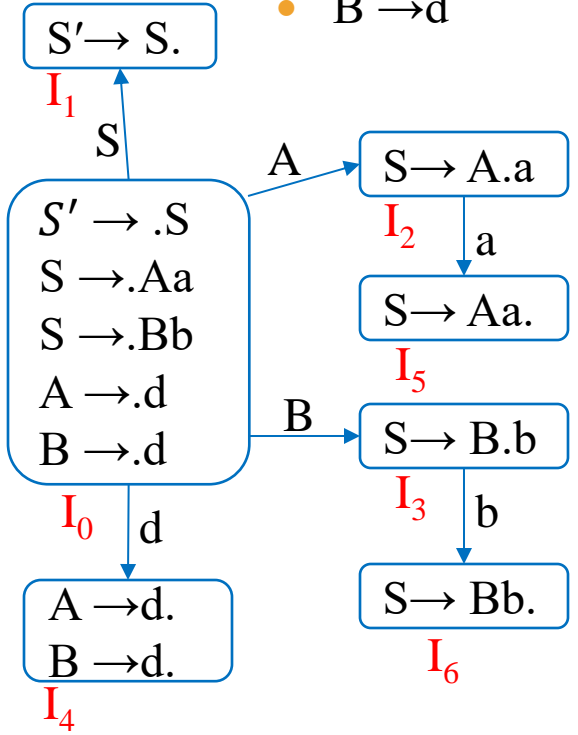 B →d
S′→ S.
I₁
S
A
S→ A.a
I₂
a
S′ → .S
S →.Aa
S →.Bb
A →.d
B →.d
I₀
S→ Aa.
I₅
B
S→ B.b
I₃
b
d
A →d.
B →d.
I₄
S→ Bb.
I₆